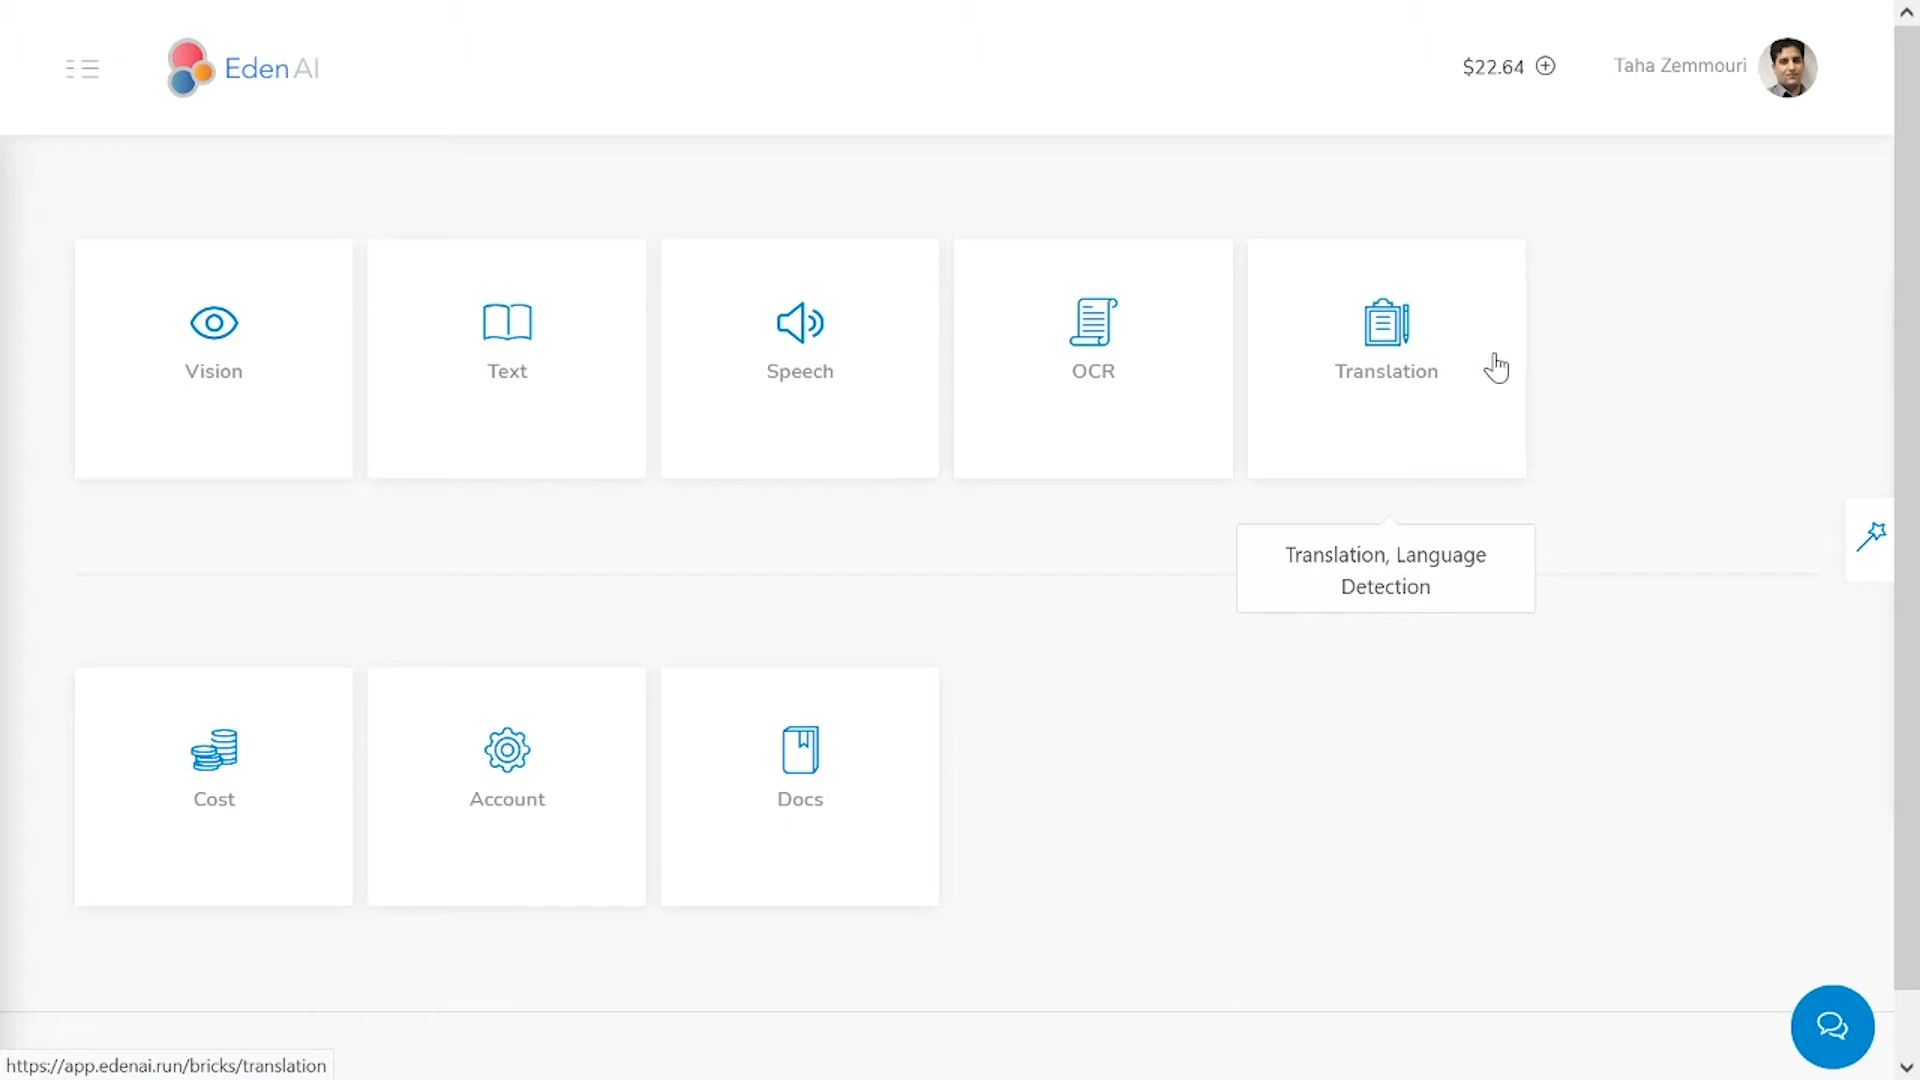 Eden AI
$22.64
Taha Zemmouri
Vision
Text
Speech
OCR
Translation
Translation, Language
Detection
Cost
Account
Docs
https://app.edenai.run/bricks/translation